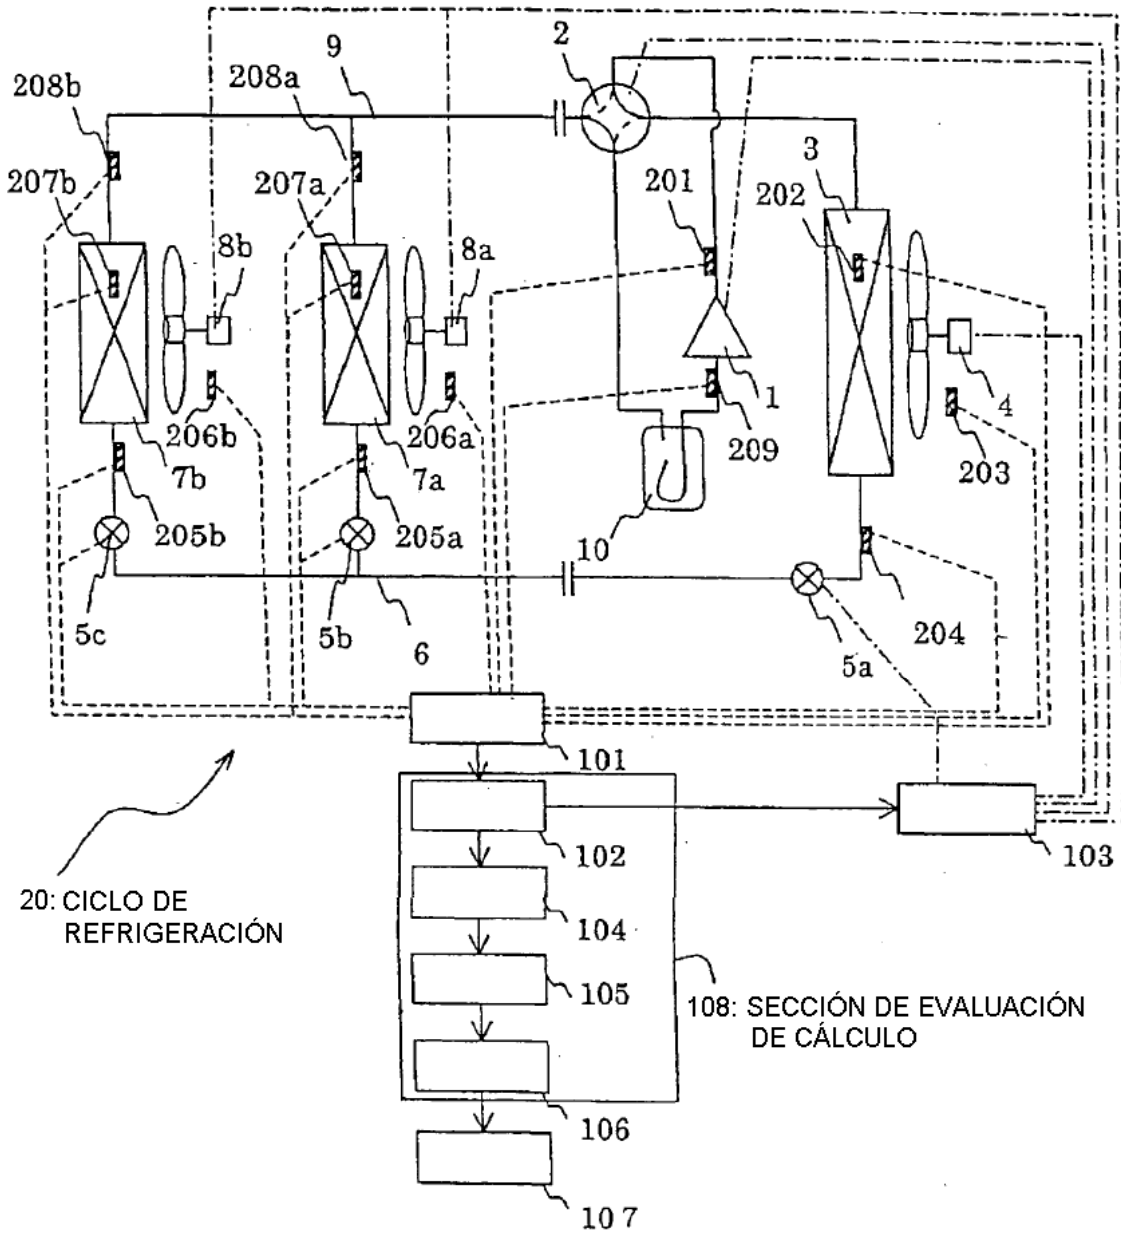 2
9
208b
208a
3
207b
207a
201
202
8b
8a
1
4
206b
206a
209
203
7b
7a
205b
205a
10
5c
5b
6
204
5a
101
102
103
20: CICLO DE
REFRIGERACIÓN
104
105
108: SECCIÓN DE EVALUACIÓN
DE CÁLCULO
106
107